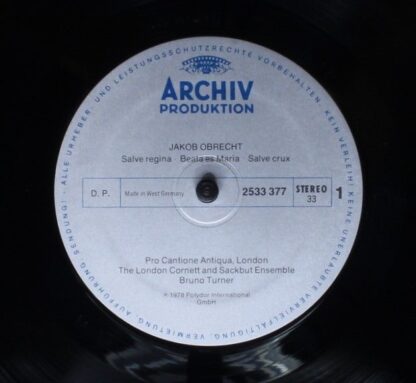 ARCHIV
PRODUKTION
JAKOB OBRECHT
Salve regina · Beata es Maria · Salve crux
D. P.
Made in West Germany
2533 377
STEREO
33
1
Pro Cantione Antiqua, London
The London Cornett and Sackbut Ensemble
Bruno Turner
℗ 1978 Polydor International
GmbH
ALLE URHEBER- UND LEISTUNGSSCHUTZRECHTE VORBEHALTEN · KEIN VERLEIH! KEINE UNERLAUBTE VERVIELFÄLTIGUNG, VERMIETUNG, AUFFÜHRUNG, SENDUNG! ·